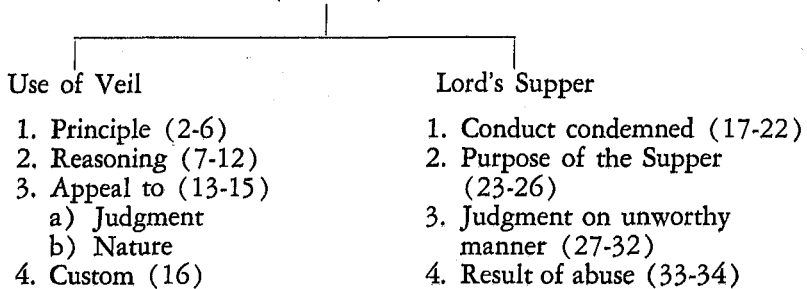 Use of Veil
1. Principle (2-6)
2. Reasoning (7-12)
3. Appeal to (13-15)
a) Judgment
b) Nature
4. Custom (16)
Lord's Supper
1. Conduct condemned (17-22)
2. Purpose of the Supper
(23-26)
3. Judgment on unworthy
manner (27-32)
4. Result of abuse (33-34)